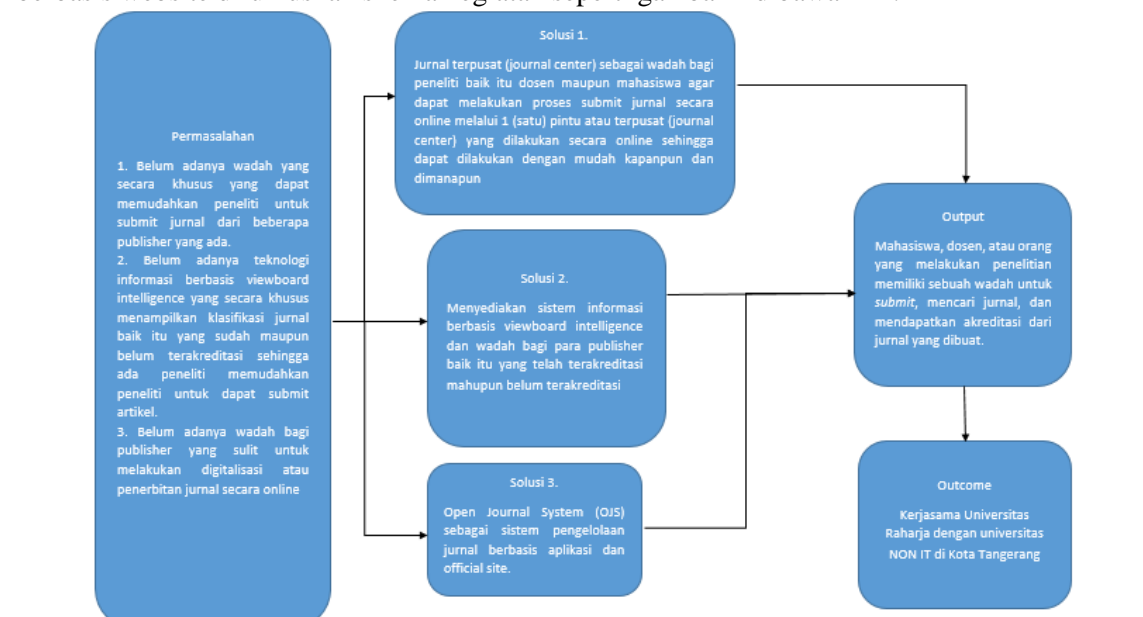 Permasalahan
1. Belum adanya wadah yang
secara khusus yang dapat
memudahkan peneliti untuk
submit jurnal dari beberapa
publisher yang ada.
2. Belum adanya teknologi
informasi berbasis viewboard
intelligence yang secara khusus
menampilkan klasifikasi jurnal
baik itu yang sudah maupun
belum terakreditasi sehingga
ada peneliti memudahkan
peneliti untuk dapat submit
artikel.
3. Belum adanya wadah bagi
publisher yang sulit untuk
melakukan digitalisasi atau
penerbitan jurnal secara online
Solusi 1.
Jurnal terpusat (journal center) sebagai wadah bagi
peneliti baik itu dosen maupun mahasiswa agar
dapat melakukan proses submit jurnal secara
online melalui 1 (satu) pintu atau terpusat (journal
center) yang dilakukan secara online sehingga
dapat dilakukan dengan mudah kapanpun dan
dimanapun
Solusi 2.
Menyediakan sistem informasi
berbasis viewboard intelligence
dan wadah bagi para publisher
baik itu yang telah terakreditasi
mahupun belum terakreditasi
Solusi 3.
Open Journal System (OJS)
sebagai sistem pengelolaan
jurnal berbasis aplikasi dan
official site.
Output
Mahasiswa, dosen, atau orang
yang melakukan penelitian
memiliki sebuah wadah untuk
submit, mencari jurnal, dan
mendapatkan akreditasi dari
jurnal yang dibuat.
Outcome
Kerjasama Universitas
Raharja dengan universitas
NON IT di Kota Tangerang